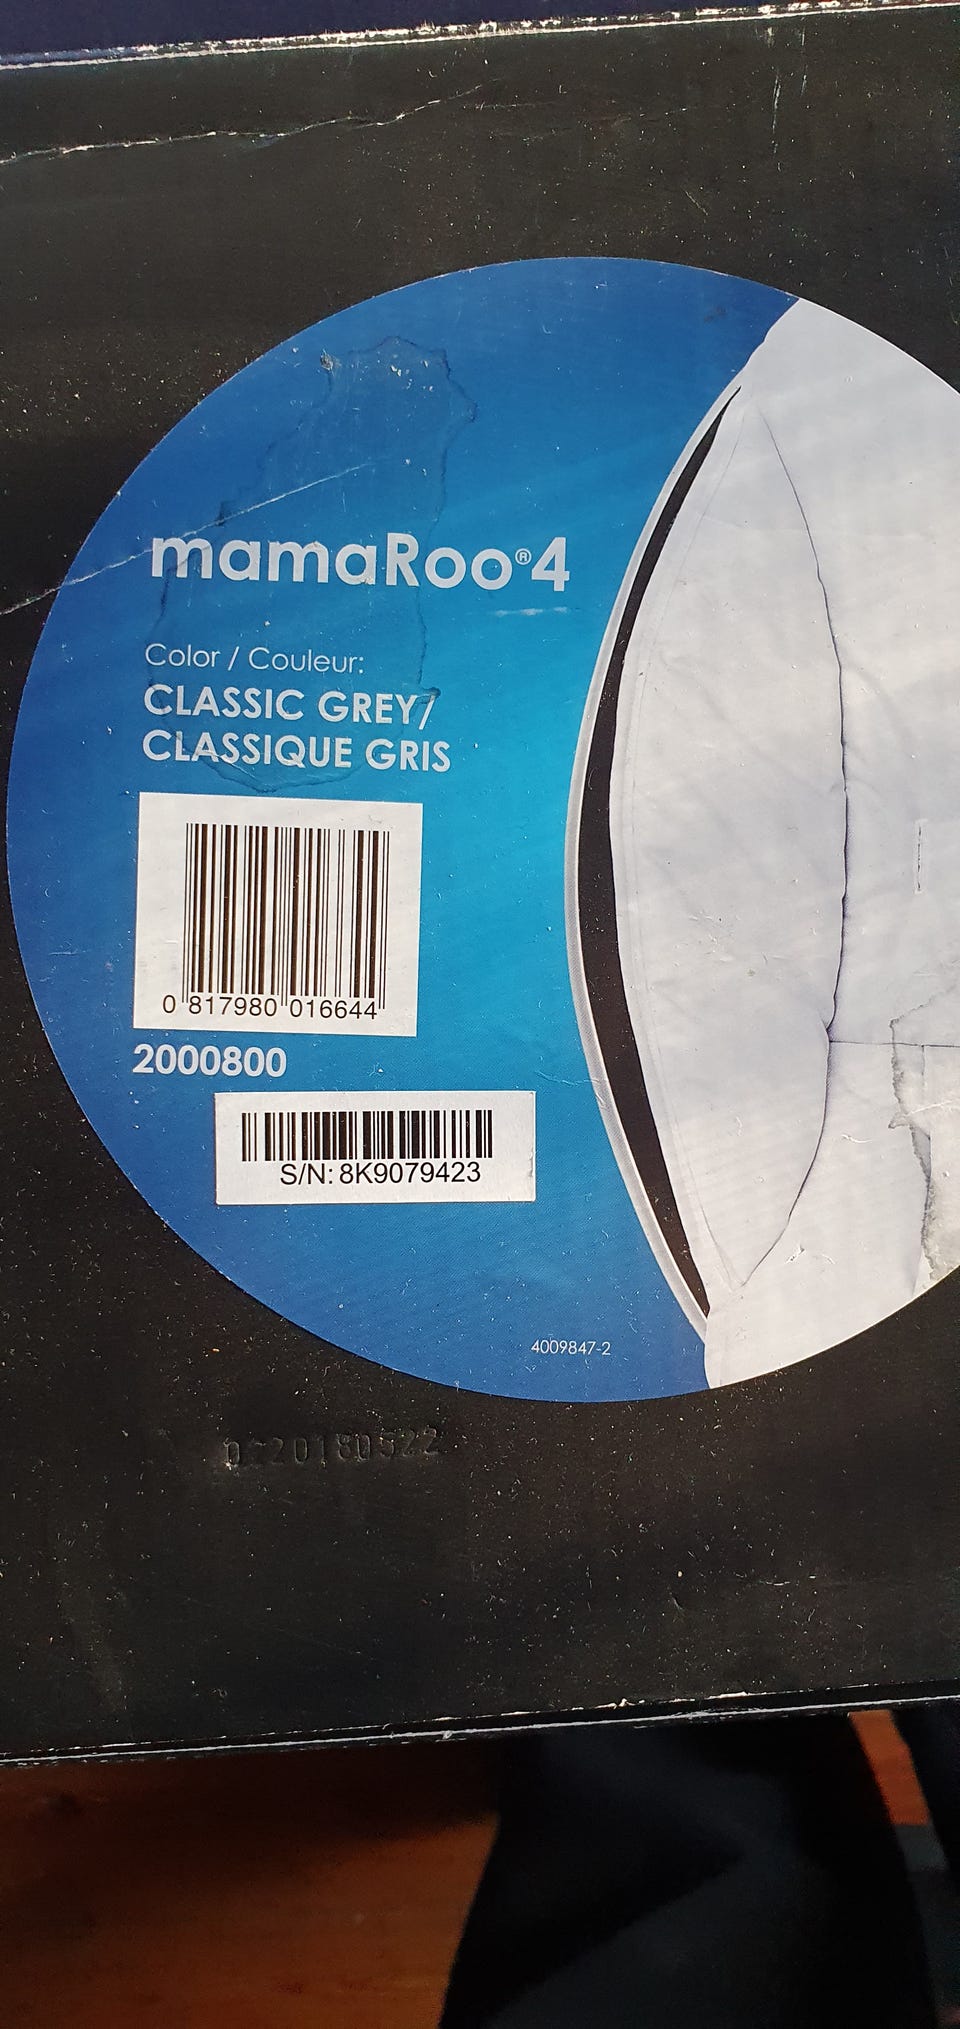 mamaRoo®4
Color / Couleur:
CLASSIC GREY/
CLASSIQUE GRIS
0 817980 016644
2000800
S/N: 8K9079423
4009847-2